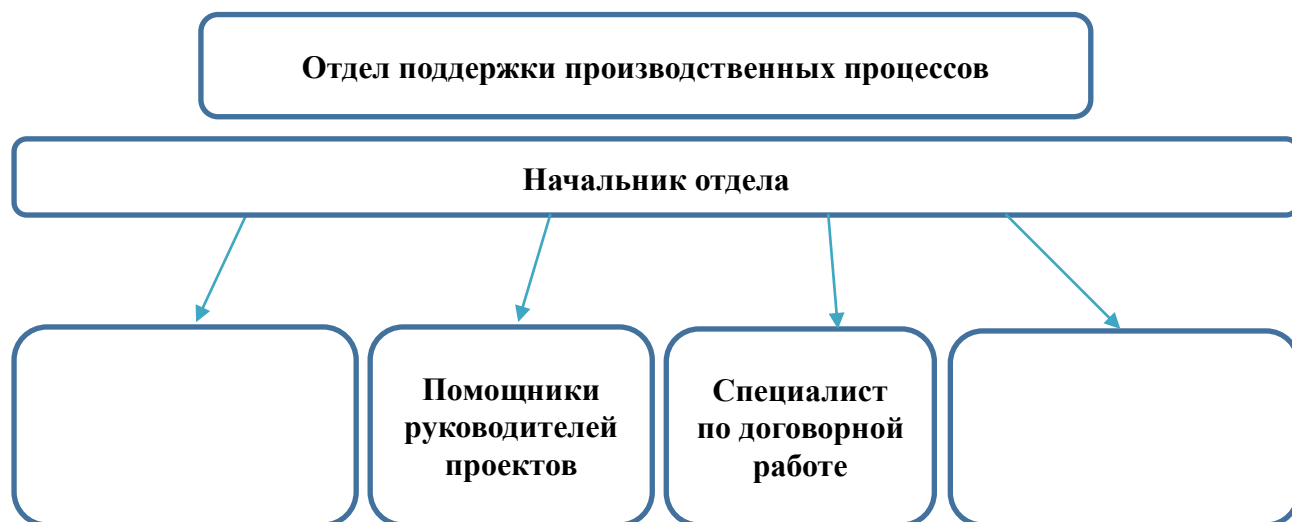 Отдел поддержки производственных процессов
Начальник отдела
Помощники
руководителей
проектов
Специалист
по договорной
работе